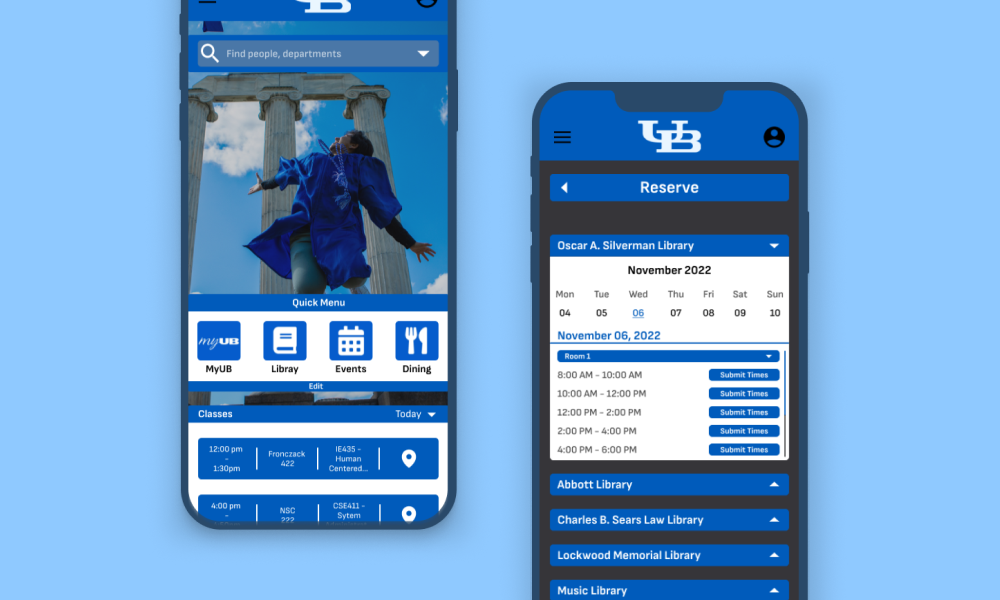 UB
Find people, departments
Quick Menu
myUB
MyUB
Libray
Events
Dining
Edit
Classes
Today
12:00 pm
-
1:30pm
Fronczack
422
IE435 -
Human
Centered...
4:00 pm
-
NSC
222
CSE411 -
Sytem
UB
Reserve
Oscar A. Silverman Library
November 2022
Mon Tue Wed Thu Fri Sat Sun
04 05 06 07 08 09 10
November 06, 2022
Room 1
8:00 AM - 10:00 AM Submit Times
10:00 AM - 12:00 PM Submit Times
12:00 PM - 2:00 PM Submit Times
2:00 PM - 4:00 PM Submit Times
4:00 PM - 6:00 PM Submit Times
Abbott Library
Charles B. Sears Law Library
Lockwood Memorial Library
Music Library